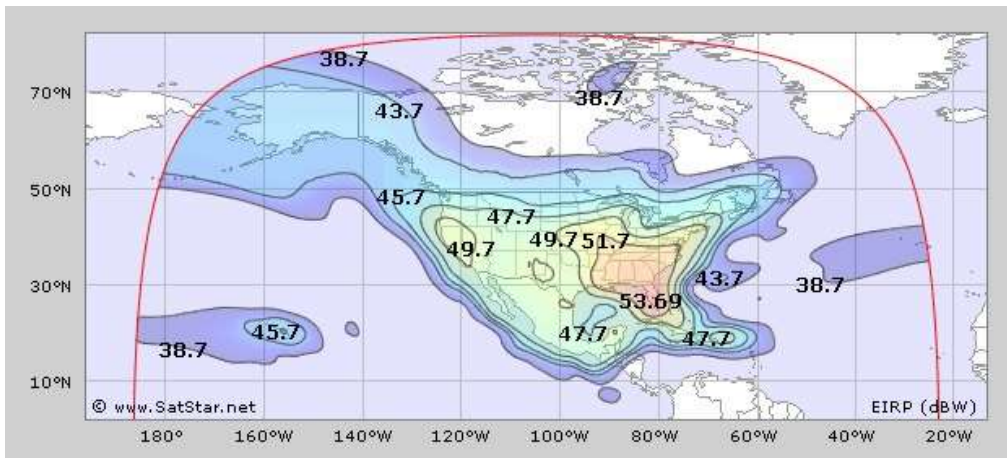 38.7
70°N
43.7
38.7
50°N
45.7
47.7
49.7
49.7
51.7
30°N
43.7
38.7
53.69
45.7
47.7
47.7
38.7
10°N
© www.SatStar.net
EIRP (dBW)
180°
160°W
140°W
120°W
100°W
80°W
60°W
40°W
20°W